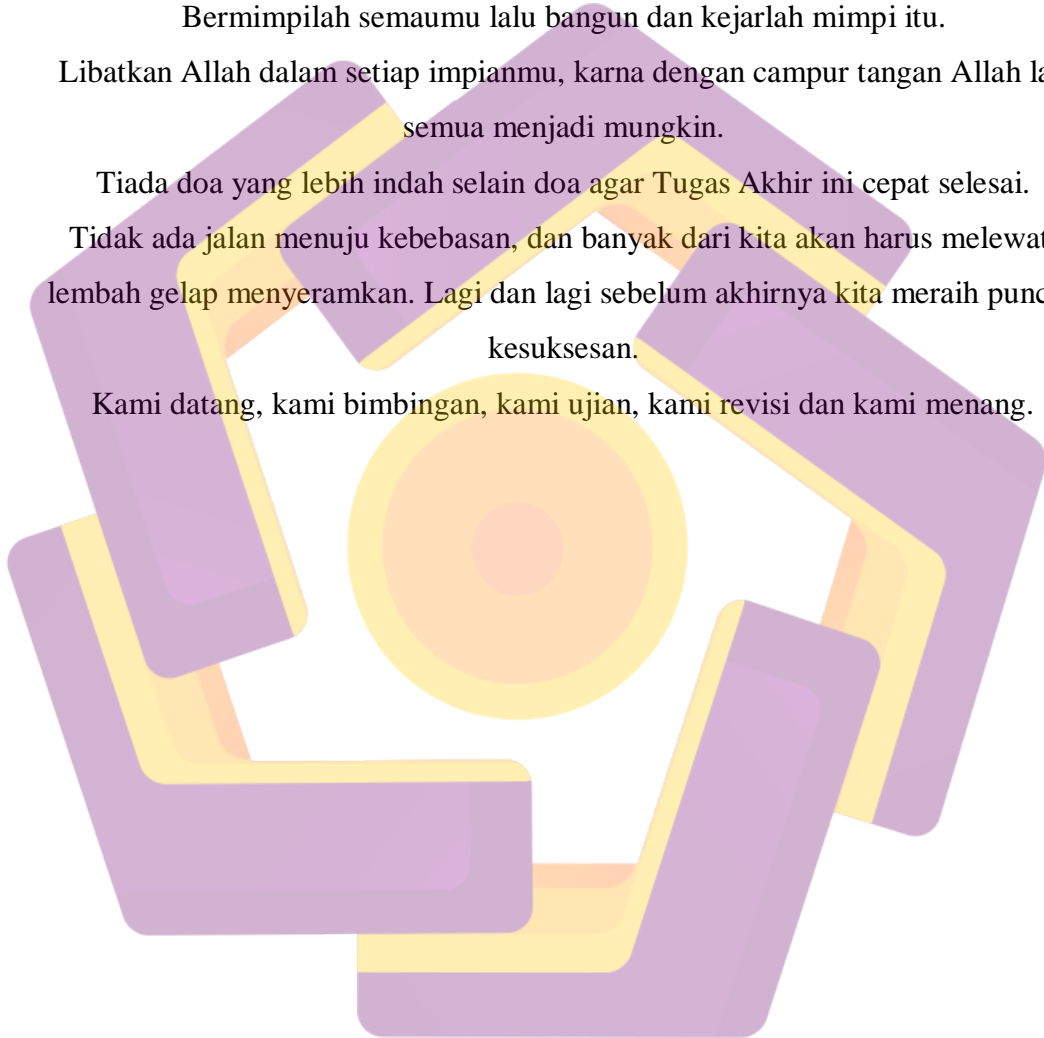 Bermimpilah semaumu lalu bangun dan kejarlah mimpi itu.
Libatkan Allah dalam setiap impianmu, karna dengan campur tangan Allah
semua menjadi mungkin.
Tiada doa yang lebih indah selain doa agar Tugas Akhir ini cepat selesai.
Tidak ada jalan menuju kebebasan, dan banyak dari kita akan harus
lembah gelap menyeramkan. Lagi dan lagi sebelum akhirnya kita meraih
kesuksesan.
Kami datang, kami bimbingan, kami ujian, kami revisi dan kami menang.